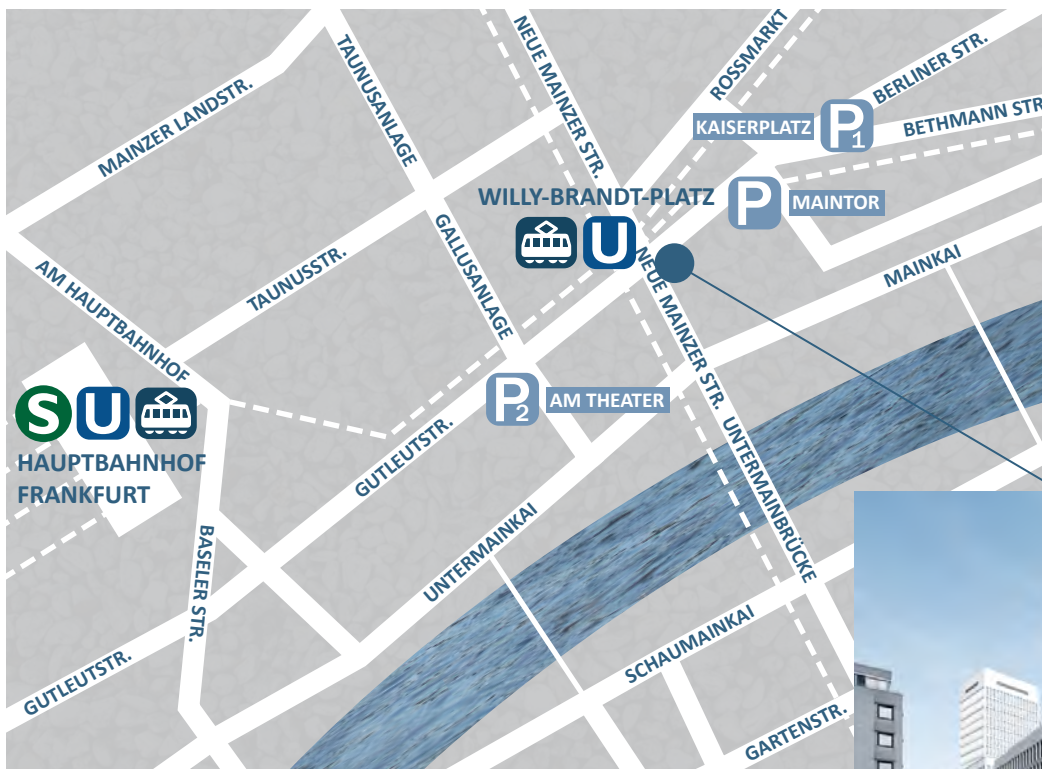 MAINZER LANDSTR.
TAUNUSANLAGE
NEUE MAINZER STR.
ROSSMARKT
BERLINER STR.
KAISERPLATZ
P1
BETHMANN STR
WILLY-BRANDT-PLATZ
U
P
MAINTOR
AM HAUPTBAHNHOF
TAUNUSSTR.
GALLUSANLAGE
NEUE MAINZER STR.
MAINKAI
S U
HAUPTBAHNHOF
FRANKFURT
P2
AM THEATER
GUTLEUTSTR.
UNTERMAINBRÜCKE
UNTERMAINKAI
BASELER STR.
SCHAUMAINKAI
GUTLEUTSTR.
GARTENSTR.